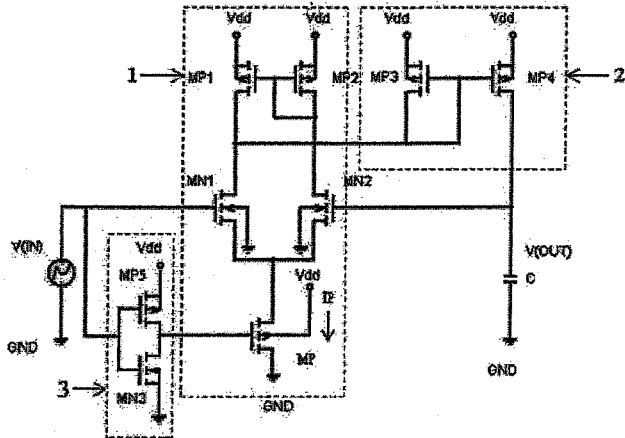 Vdd Vdd Vdd Vdd
1 MP1 MP2 MP3 MP4 2
MN1 MN2
V(IN) Vdd Vdd V(OUT)
MP5 IP C
GND MP GND
3 MN3
GND